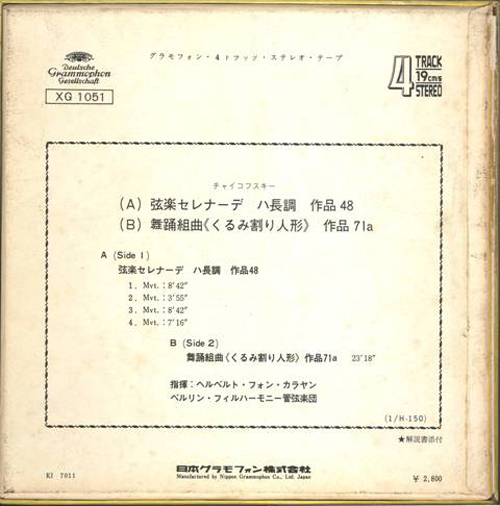 グラモフォン・4トラック・ステレオ・テープ
Deutsche
Grammophon
Gesellschaft
XG 1051
4 TRACK
19cms
STEREO
チャイコフスキー
(A) 弦楽セレナーデ ハ長調 作品48
(B) 舞踊組曲《くるみ割り人形》 作品71a
A (Side 1)
弦楽セレナーデ ハ長調 作品48
1. Mvt.:8'42"
2. Mvt.:3'55"
3. Mvt.:8'42"
4. Mvt.:7'16"
B (Side 2)
舞踊組曲《くるみ割り人形》作品71a 23'18"
指揮:ヘルベルト・フォン・カラヤン
ベルリン・フィルハーモニー管弦楽団
(1/H-150)
★解説書添付
KI 7011
日本グラモフォン株式会社
Manufactured by Nippon Grammophon Co., Ltd. Japan
¥ 2,800